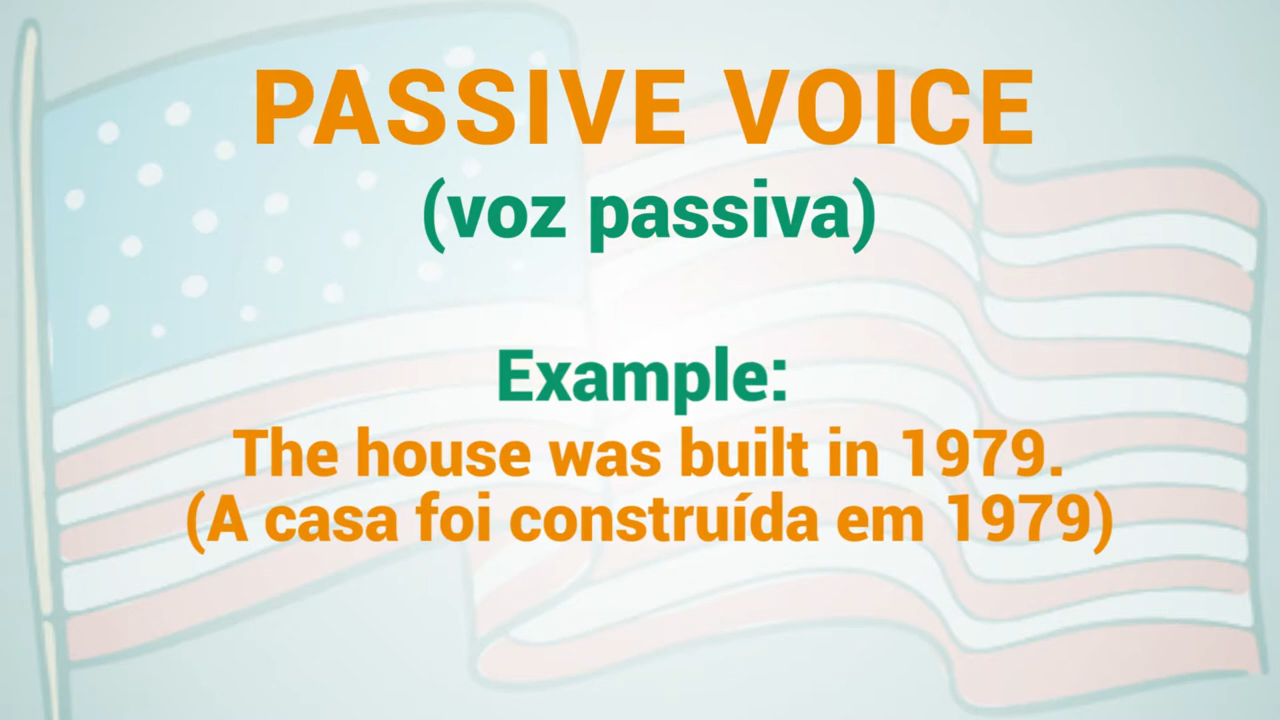 PASSIVE VOICE
(voz passiva)
Example:
The house was built in 1979.
(A casa foi construída em 1979)